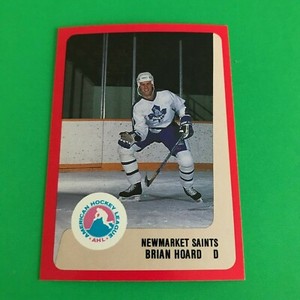 AMERICAN HOCKEY LEAGUE
AHL
NEWMARKET SAINTS
BRIAN HOARD D